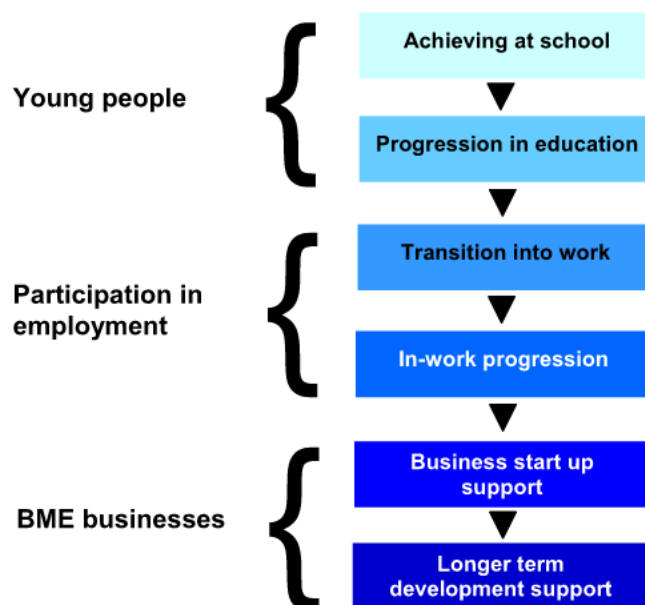 Achieving at school
Young people
Progression in education
Transition into work
Participation in
employment
In-work progression
Business start up
support
BME businesses
Longer term
development support